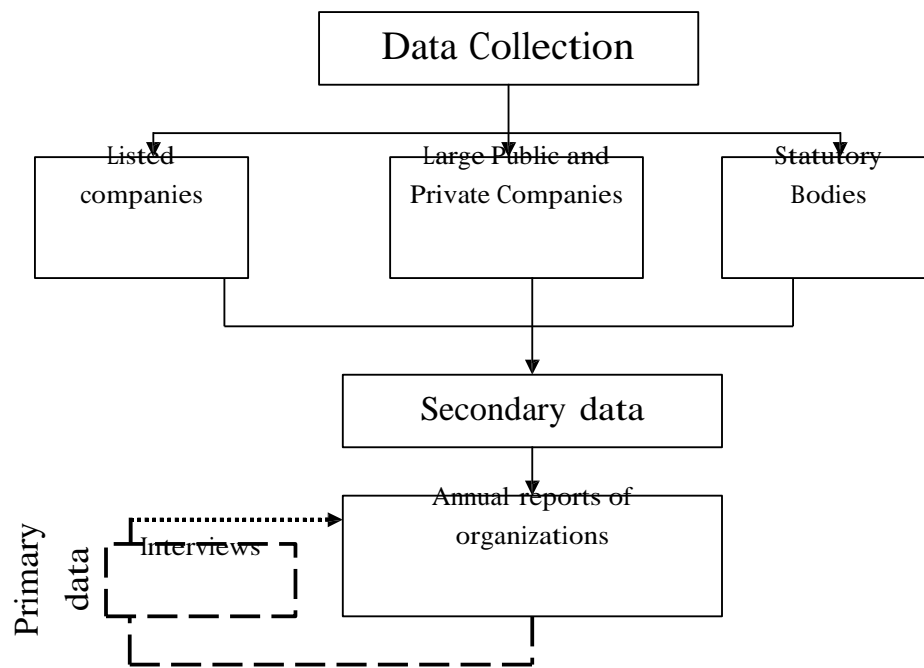 Data Collection
Listed
companies
Large Public and
Private Companies
Statutory
Bodies
Secondary data
Annual reports of
organizations
Interviews
Primary
data